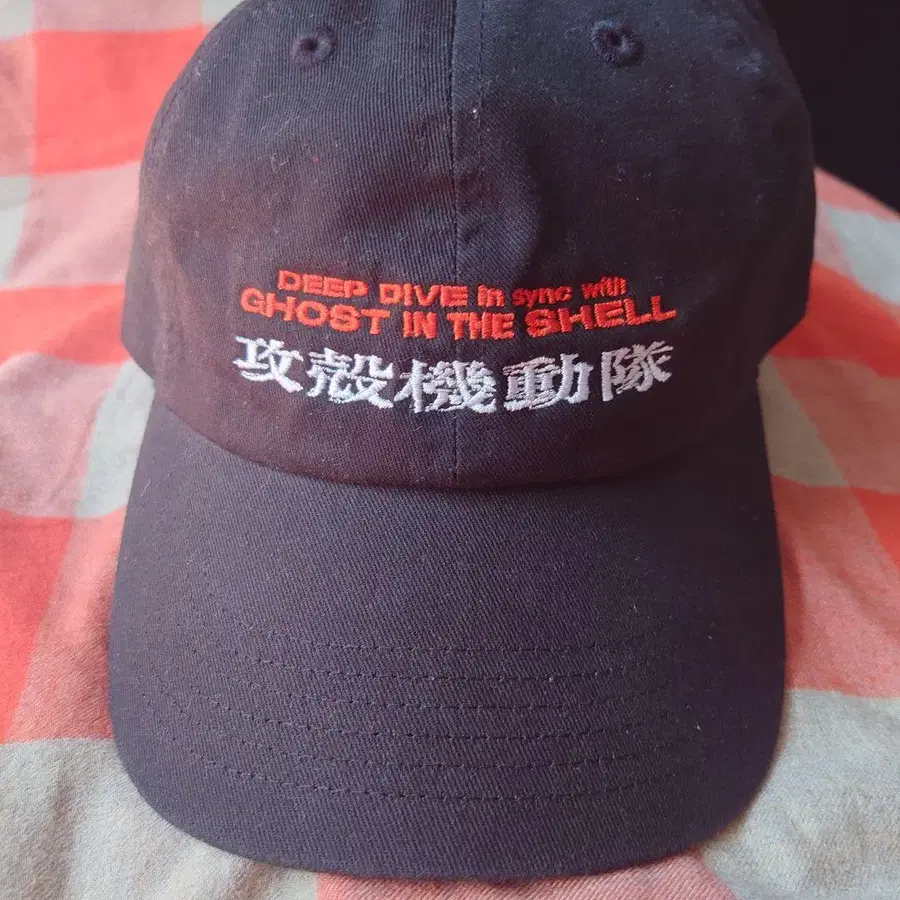 DEEP DIVE in sync with
GHOST IN THE SHELL
攻殻機動隊